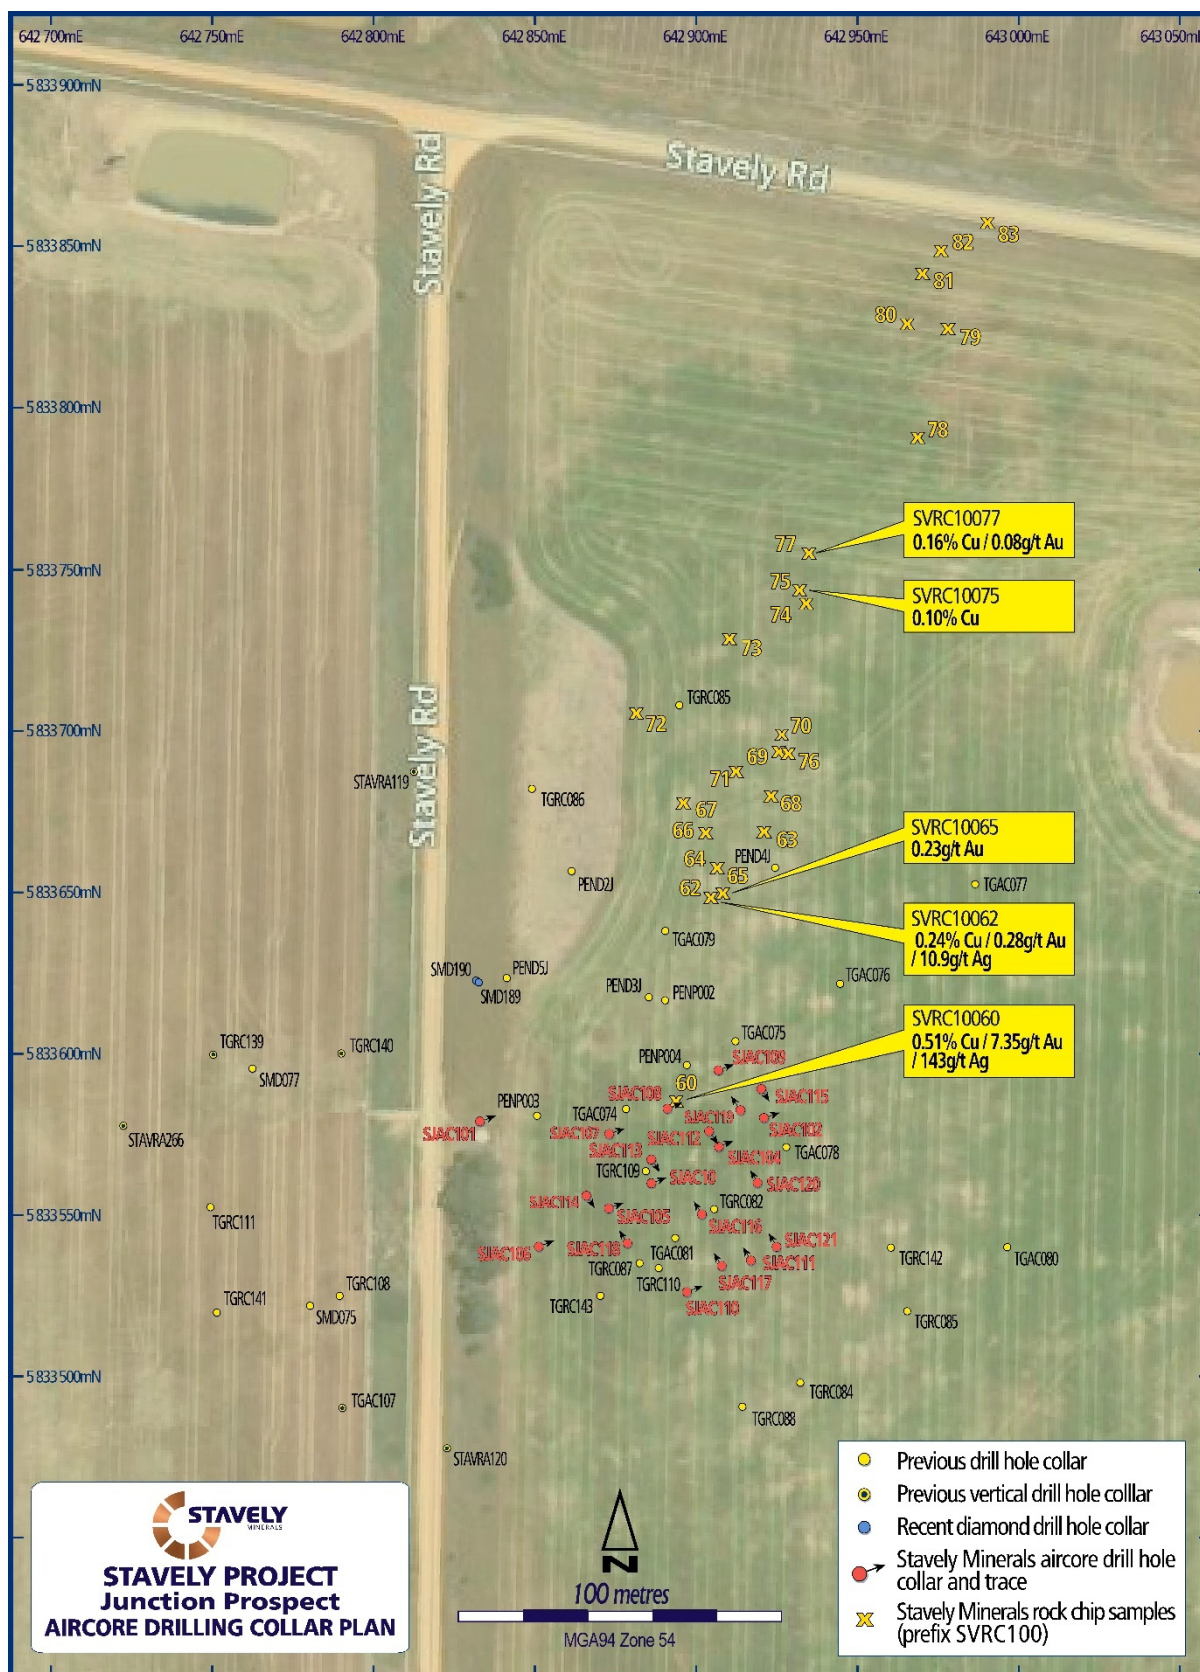 642 700mE
642 750mE
642 800mE
642 850mE
642 900mE
642 950mE
643 000mE
643 050mE
5 833 900mN
Stavely Rd
Stavely Rd
5 833 850mN
83
82
81
80
79
5 833 800mN
78
SVRC10077
0.16% Cu / 0.08g/t Au
77
5 833 750mN
75
SVRC10075
0.10% Cu
74
73
TGRC085
5 833 700mN
72
70
69
76
Stavely Rd
STAVRA119
71
TGRC086
68
67
66
63
SVRC10065
0.23g/t Au
64
PEND4J
65
PEND2J
62
TGAC077
5 833 650mN
SVRC10062
0.24% Cu / 0.28g/t Au
/ 10.9g/t Ag
TGAC079
SMD190
PEND5J
SMD189
PEND3J
PENP002
TGAC076
SVRC10060
0.51% Cu / 7.35g/t Au
/ 143g/t Ag
TGRC139
TGRC140
5 833 600mN
TGAC075
PENP004
SJAC109
SMD077
60
SJAC108
SJAC115
PENP003
TGAC074
SJAC119
STAVRA266
SJAC101
SJAC107
SJAC112
SJAC102
SJAC113
SJAC104
TGAC078
TGRC109
SJAC10
SJAC120
SJAC114
TGRC082
5 833 550mN
TGRC111
SJAC105
SJAC116
SJAC106
SJAC118
TGAC081
SJAC121
TGRC142
TGAC080
TGRC087
TGRC110
SJAC111
SJAC117
TGRC108
TGRC141
SMD075
TGRC143
SJAC110
TGRC085
5 833 500mN
TGRC084
TGAC107
TGRC088
STAVRA120
STAVELY
MINERALS
STAVELY PROJECT
Junction Prospect
AIRCORE DRILLING COLLAR PLAN
N
100 metres
MGA94 Zone 54
Previous drill hole collar
Previous vertical drill hole colllar
Recent diamond drill hole collar
Stavely Minerals aircore drill hole
collar and trace
Stavely Minerals rock chip samples
(prefix SVRC100)